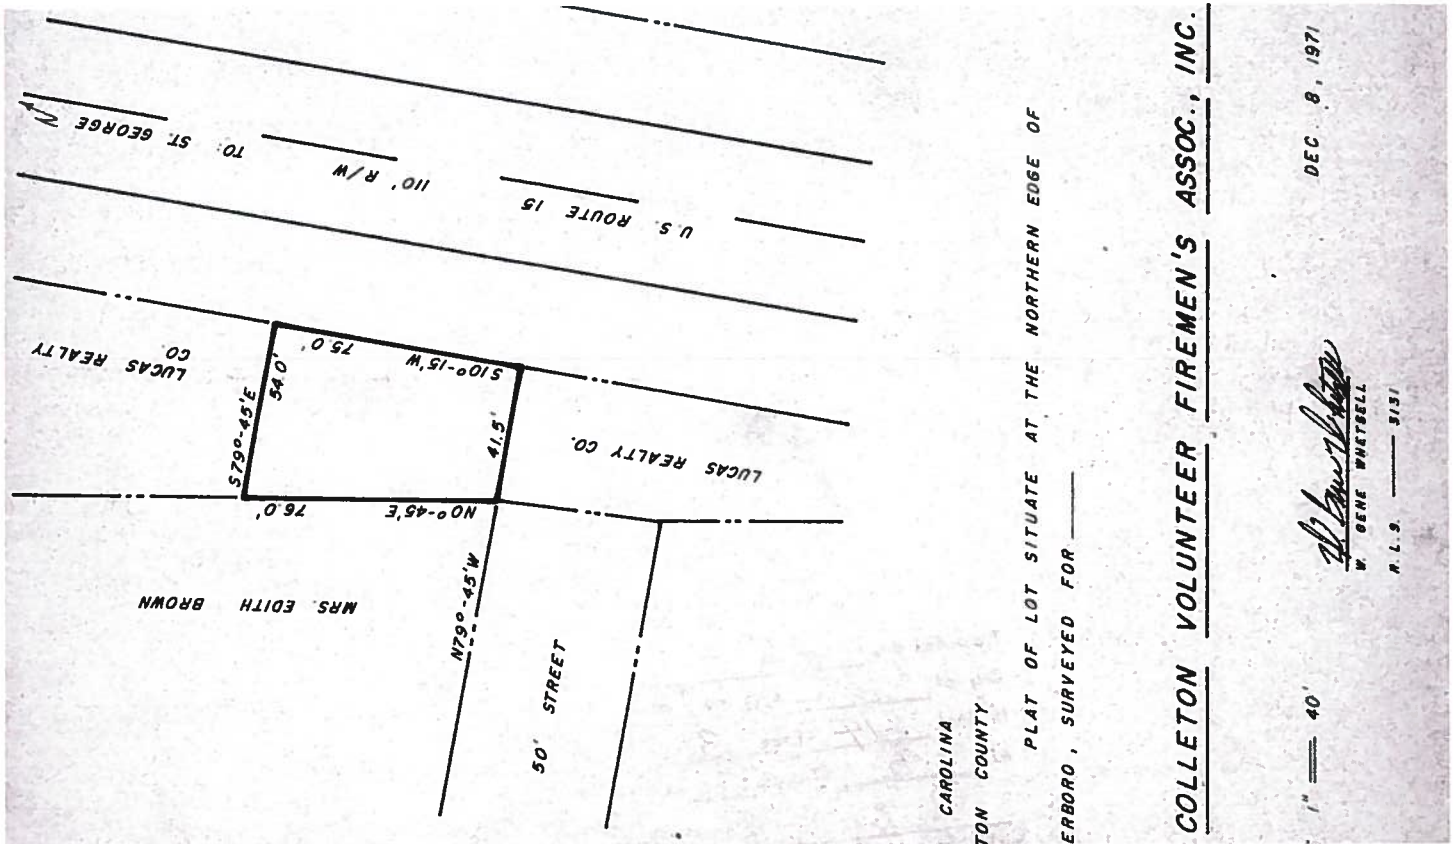 N
TO: ST. GEORGE
110' R/W
U.S. ROUTE 15
LUCAS REALTY
CO.
S79°-45'E
54.0'
75.0'
S10°-15'W
41.5'
LUCAS REALTY CO.
76.0'
N0°-45'E
MRS. EDITH BROWN
N79°-45'W
50' STREET
CAROLINA
TON COUNTY
PLAT OF LOT SITUATE AT THE NORTHERN EDGE OF
ERBORO, SURVEYED FOR
COLLETON VOLUNTEER FIREMEN'S ASSOC., INC.
1" = 40'
DEC. 8, 1971
W. GENE WHETSELL
R.L.S. 3131